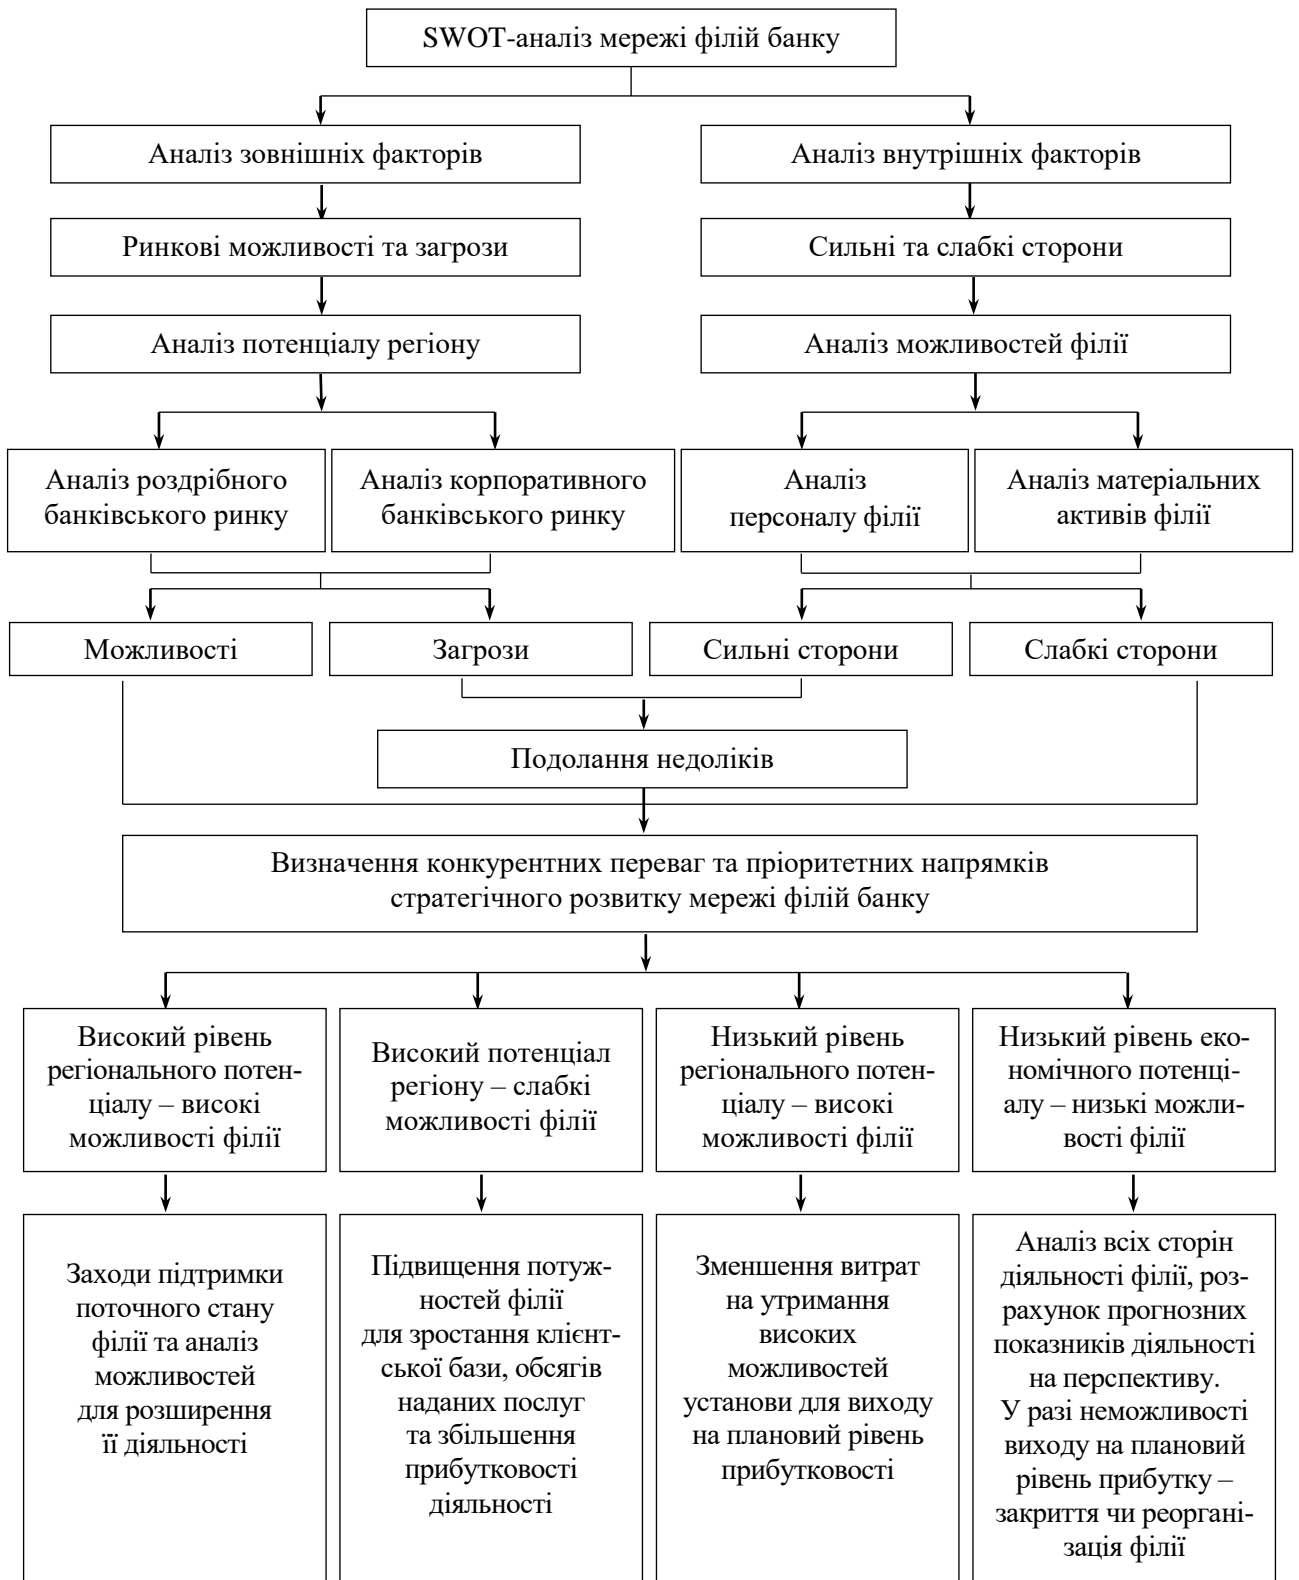 SWOT-аналіз мережі філій банку
Аналіз зовнішніх факторів
Аналіз внутрішніх факторів
Ринкові можливості та загрози
Сильні та слабкі сторони
Аналіз потенціалу регіону
Аналіз можливостей філії
Аналіз роздрібного
банківського ринку
Аналіз корпоративного
банківського ринку
Аналіз
персоналу філії
Аналіз матеріальних
активів філії
Можливості
Загрози
Сильні сторони
Слабкі сторони
Подолання недоліків
Визначення конкурентних переваг та пріоритетних напрямків
стратегічного розвитку мережі філій банку
Високий рівень
регіонального потен-
ціалу – високі
можливості філії
Високий потенціал
регіону – слабкі
можливості філії
Низький рівень
регіонального потен-
ціалу – високі
можливості філії
Низький рівень еко-
номічного потенці-
алу – низькі можли-
вості філії
Заходи підтримки
поточного стану
філії та аналіз
можливостей
для розширення
її діяльності
Підвищення потуж-
ностей філії
для зростання клієнт-
ської бази, обсягів
наданих послуг
та збільшення
прибутковості
діяльності
Зменшення витрат
на утримання
високих
можливостей
установи для виходу
на плановий рівень
прибутковості
Аналіз всіх сторін
діяльності філії, роз-
рахунок прогнозних
показників діяльності
на перспективу.
У разі неможливості
виходу на плановий
рівень прибутку –
закриття чи реоргані-
зація філії